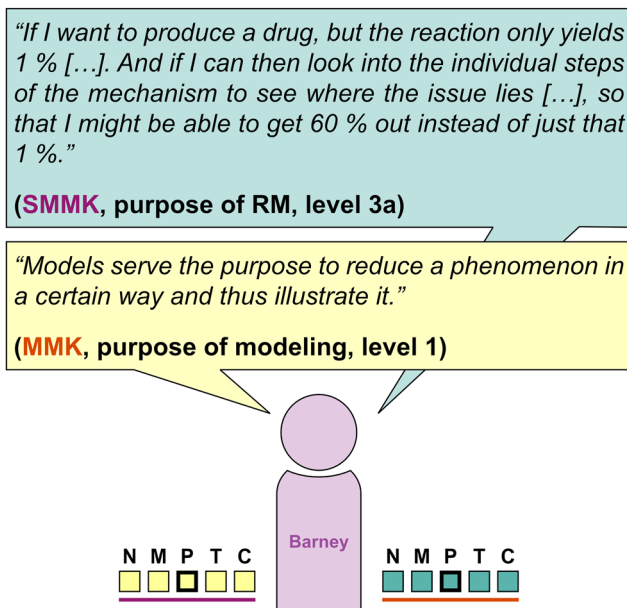 “If I want to produce a drug, but the reaction only yields
1 % […]. And if I can then look into the individual steps
of the mechanism to see where the issue lies […], so
that I might be able to get 60 % out instead of just that
1 %.”
(SMMK, purpose of RM, level 3a)
“Models serve the purpose to reduce a phenomenon in
a certain way and thus illustrate it.”
(MMK, purpose of modeling, level 1)
Barney
N M P T C
N M P T C